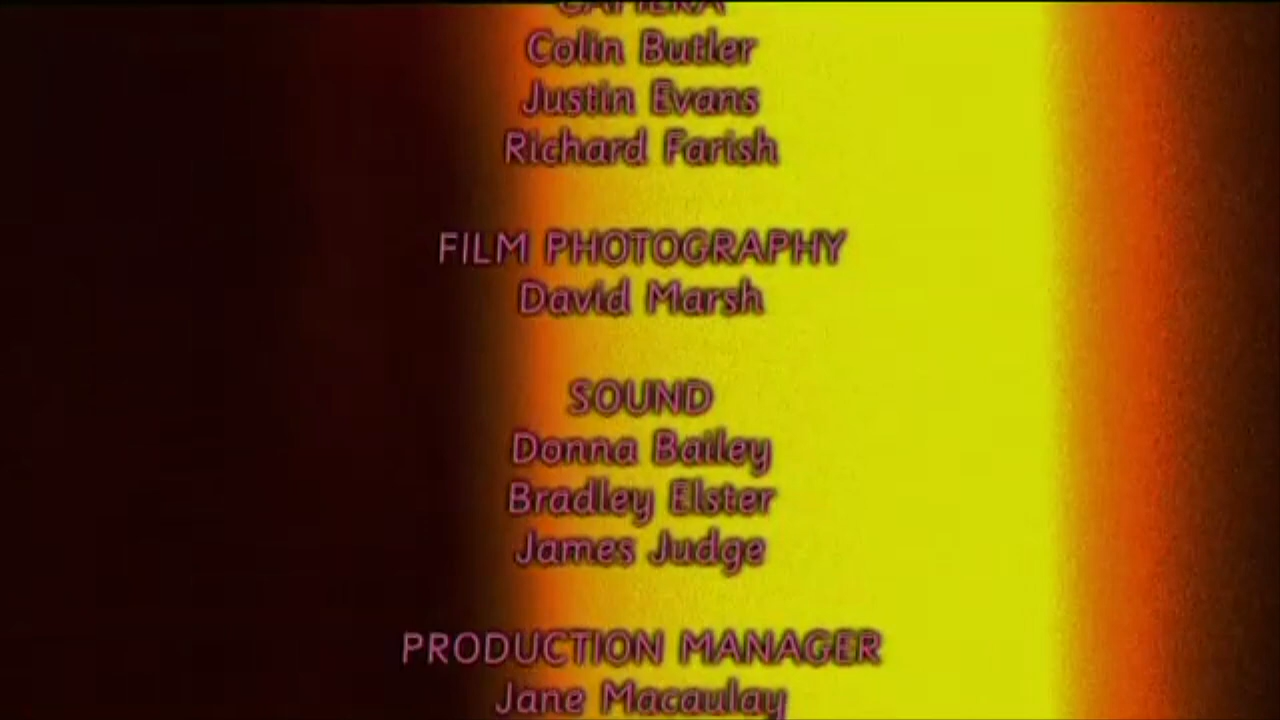 CAMERA
Colin Butler
Justin Evans
Richard Farish
FILM PHOTOGRAPHY
David Marsh
SOUND
Donna Bailey
Bradley Elster
James Judge
PRODUCTION MANAGER
Jane Macaulay